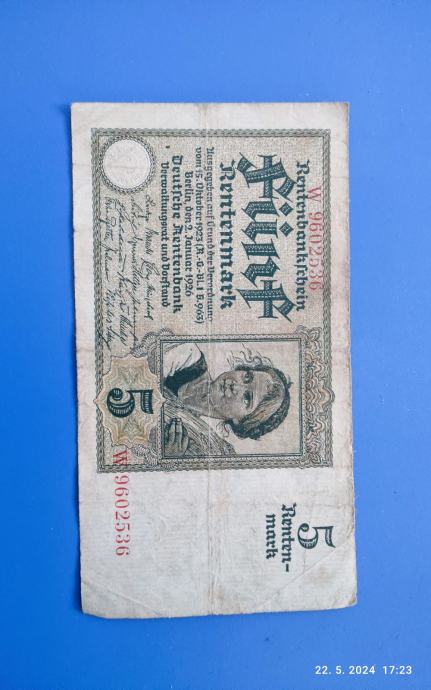 Rentenbankschein
W 9602536
Fünf
Rentenmark
Ausgegeben auf Grund der Verordnung
vom 15. Oktober 1923 (R.-G.-Bl. I S. 963)
Berlin, den 2. Januar 1926
Deutsche Rentenbank
Verwaltungsrat und Vorstand
5
W 9602536
5
Renten-
mark
22. 5. 2024 17:23